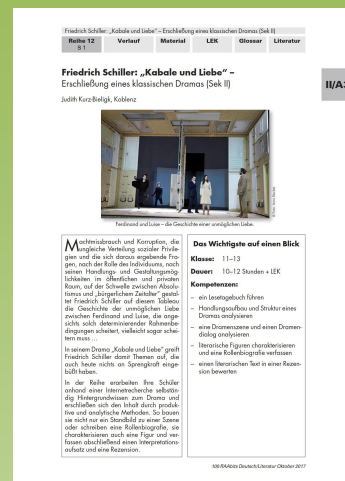 Friedrich Schiller: „Kabale und Liebe“ – Erschließung eines klassischen Dramas (Sek II)
Reihe 12 Verlauf Material LEK Glossar Literatur
S 1
Friedrich Schiller: „Kabale und Liebe“ –
Erschließung eines klassischen Dramas (Sek II)
II/A3
Judith Kurz-Bieligk, Koblenz
Ferdinand und Luise – die Geschichte einer unmöglichen Liebe.
Machtmissbrauch und Korruption, die
ungleiche Verteilung sozialer Privile-
gien und die sich daraus ergebende Fra-
gen, nach der Rolle des Individuums, nach
seinen Handlungs- und Gestaltungsmög-
lichkeiten im öffentlichen und privaten
Raum, auf der Schwelle zwischen Absolu-
tismus und „bürgerlichem Zeitalter“ gestal-
tet Friedrich Schiller auf diesem Tableau
die Geschichte der unmöglichen Liebe
zwischen Ferdinand und Luise, die ange-
sichts solch determinierender Rahmenbe-
dingungen scheitert, vielleicht sogar schei-
tern muss …
In seinem Drama „Kabale und Liebe“ greift
Friedrich Schiller damit Themen auf, die
auch heute nichts an Sprengkraft einge-
büßt haben.
In der Reihe erarbeiten Ihre Schüler
anhand einer Internetrecherche selbstän-
dig Hintergrundwissen zum Drama und
erschließen sich den Inhalt durch produk-
tive und analytische Methoden. So bauen
sie nicht nur ein Standbild zu einer Szene
oder schreiben eine Rollenbiografie, sie
charakterisieren auch eine Figur und ver-
fassen abschließend einen Interpretations-
aufsatz und eine Rezension.
Das Wichtigste auf einen Blick
Klasse: 11–13
Dauer: 10–12 Stunden + LEK
Kompetenzen:
– ein Lesetagebuch führen
– Handlungsaufbau und Struktur eines
Dramas analysieren
– eine Dramenszene und einen Dramen-
dialog analysieren
– literarische Figuren charakterisieren
und eine Rollenbiografie verfassen
– einen literarischen Text in einer Rezen-
sion bewerten
108 RAAbits Deutsch/Literatur Oktober 2017